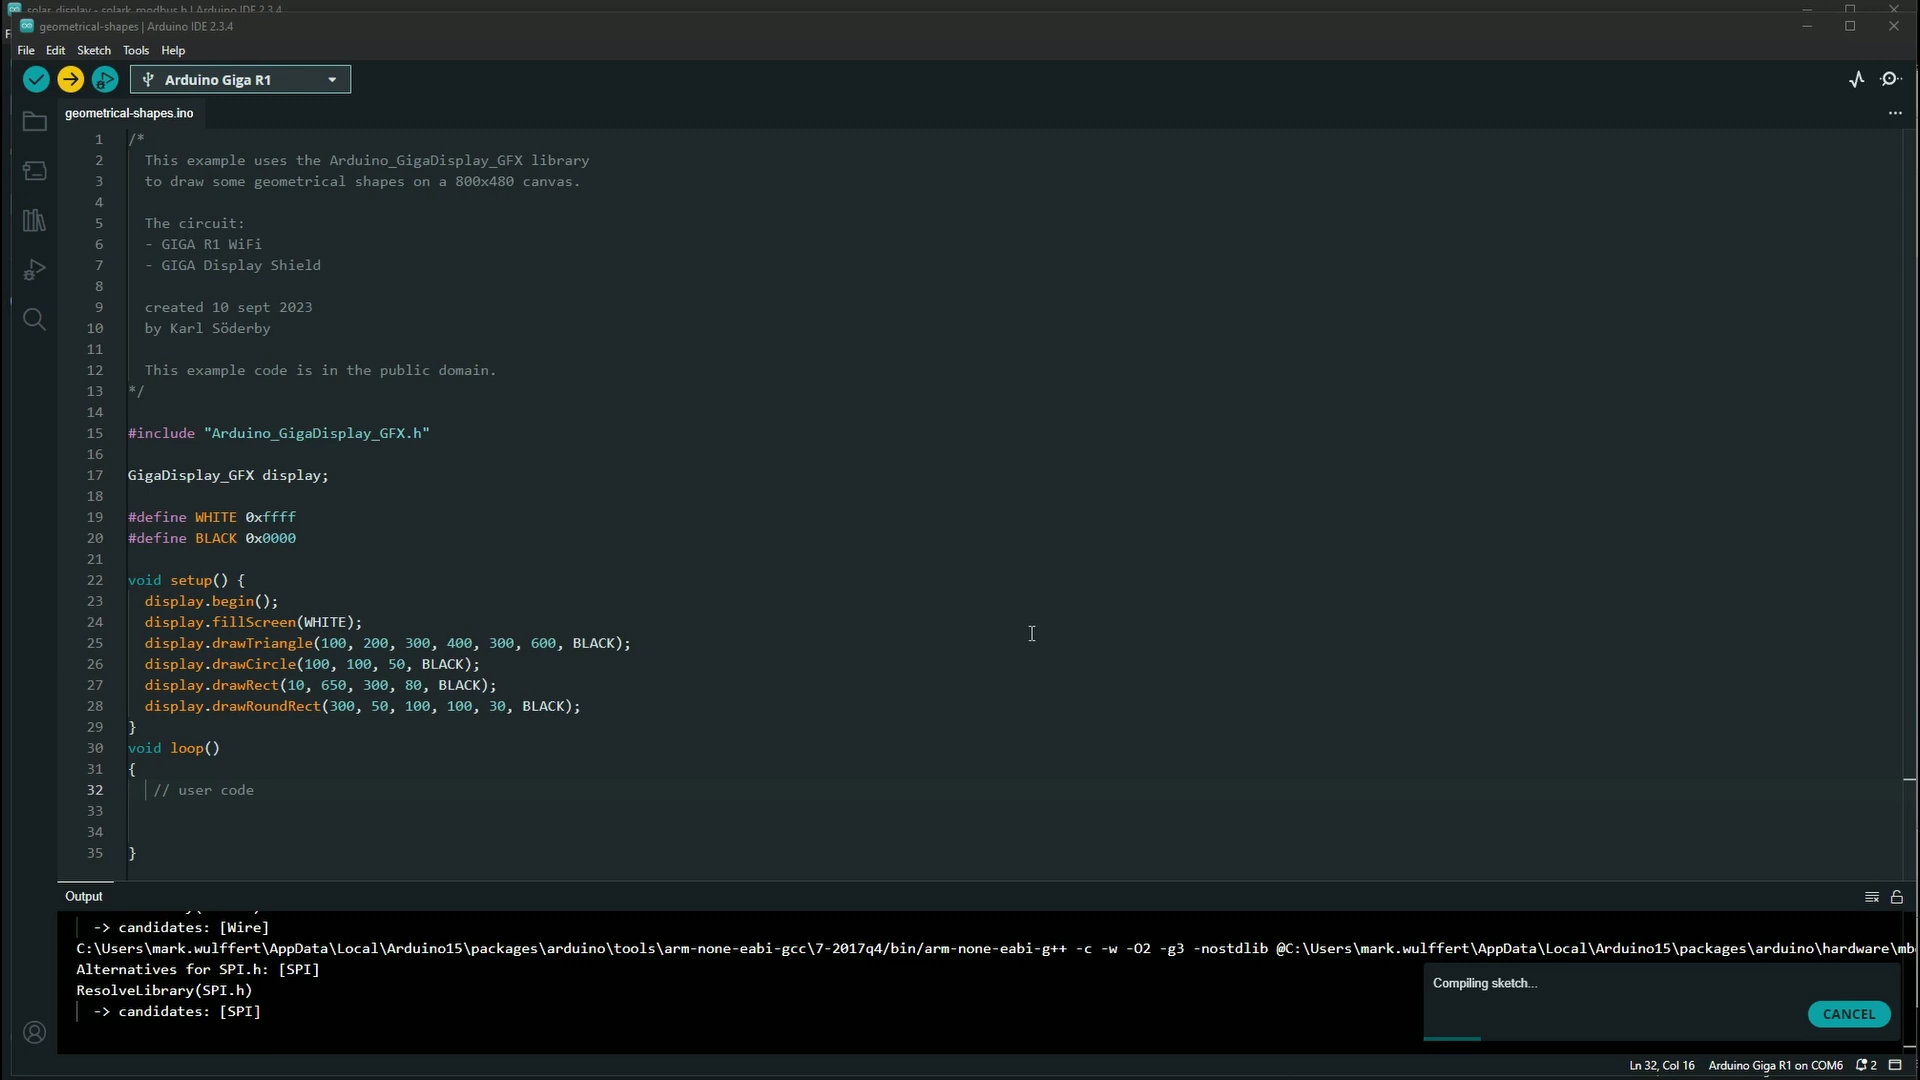 solar_display - solark_modbus.h | Arduino IDE 2.3.4
geometrical-shapes | Arduino IDE 2.3.4
File Edit Sketch Tools Help
Arduino Giga R1
geometrical-shapes.ino
1 /*
2 This example uses the Arduino_GigaDisplay_GFX library
3 to draw some geometrical shapes on a 800x480 canvas.
4
5 The circuit:
6 - GIGA R1 WiFi
7 - GIGA Display Shield
8
9 created 10 sept 2023
10 by Karl Söderby
11
12 This example code is in the public domain.
13 */
14
15 #include "Arduino_GigaDisplay_GFX.h"
16
17 GigaDisplay_GFX display;
18
19 #define WHITE 0xffff
20 #define BLACK 0x0000
21
22 void setup() {
23 display.begin();
24 display.fillScreen(WHITE);
25 display.drawTriangle(100, 200, 300, 400, 300, 600, BLACK);
26 display.drawCircle(100, 100, 50, BLACK);
27 display.drawRect(10, 650, 300, 80, BLACK);
28 display.drawRoundRect(300, 50, 100, 100, 30, BLACK);
29 }
30 void loop()
31 {
32 // user code
33
34
35 }
Output
-> candidates: [Wire]
C:\Users\mark.wulffert\AppData\Local\Arduino15\packages\arduino\tools\arm-none-eabi-gcc\7-2017q4/bin/arm-none-eabi-g++ -c -w -O2 -g3 -nostdlib @C:\Users\mark.wulffert\AppData\Local\Arduino15\packages\arduino\hardware\mb
Alternatives for SPI.h: [SPI]
ResolveLibrary(SPI.h)
-> candidates: [SPI]
Compiling sketch...
CANCEL
Ln 32, Col 16 Arduino Giga R1 on COM6 2